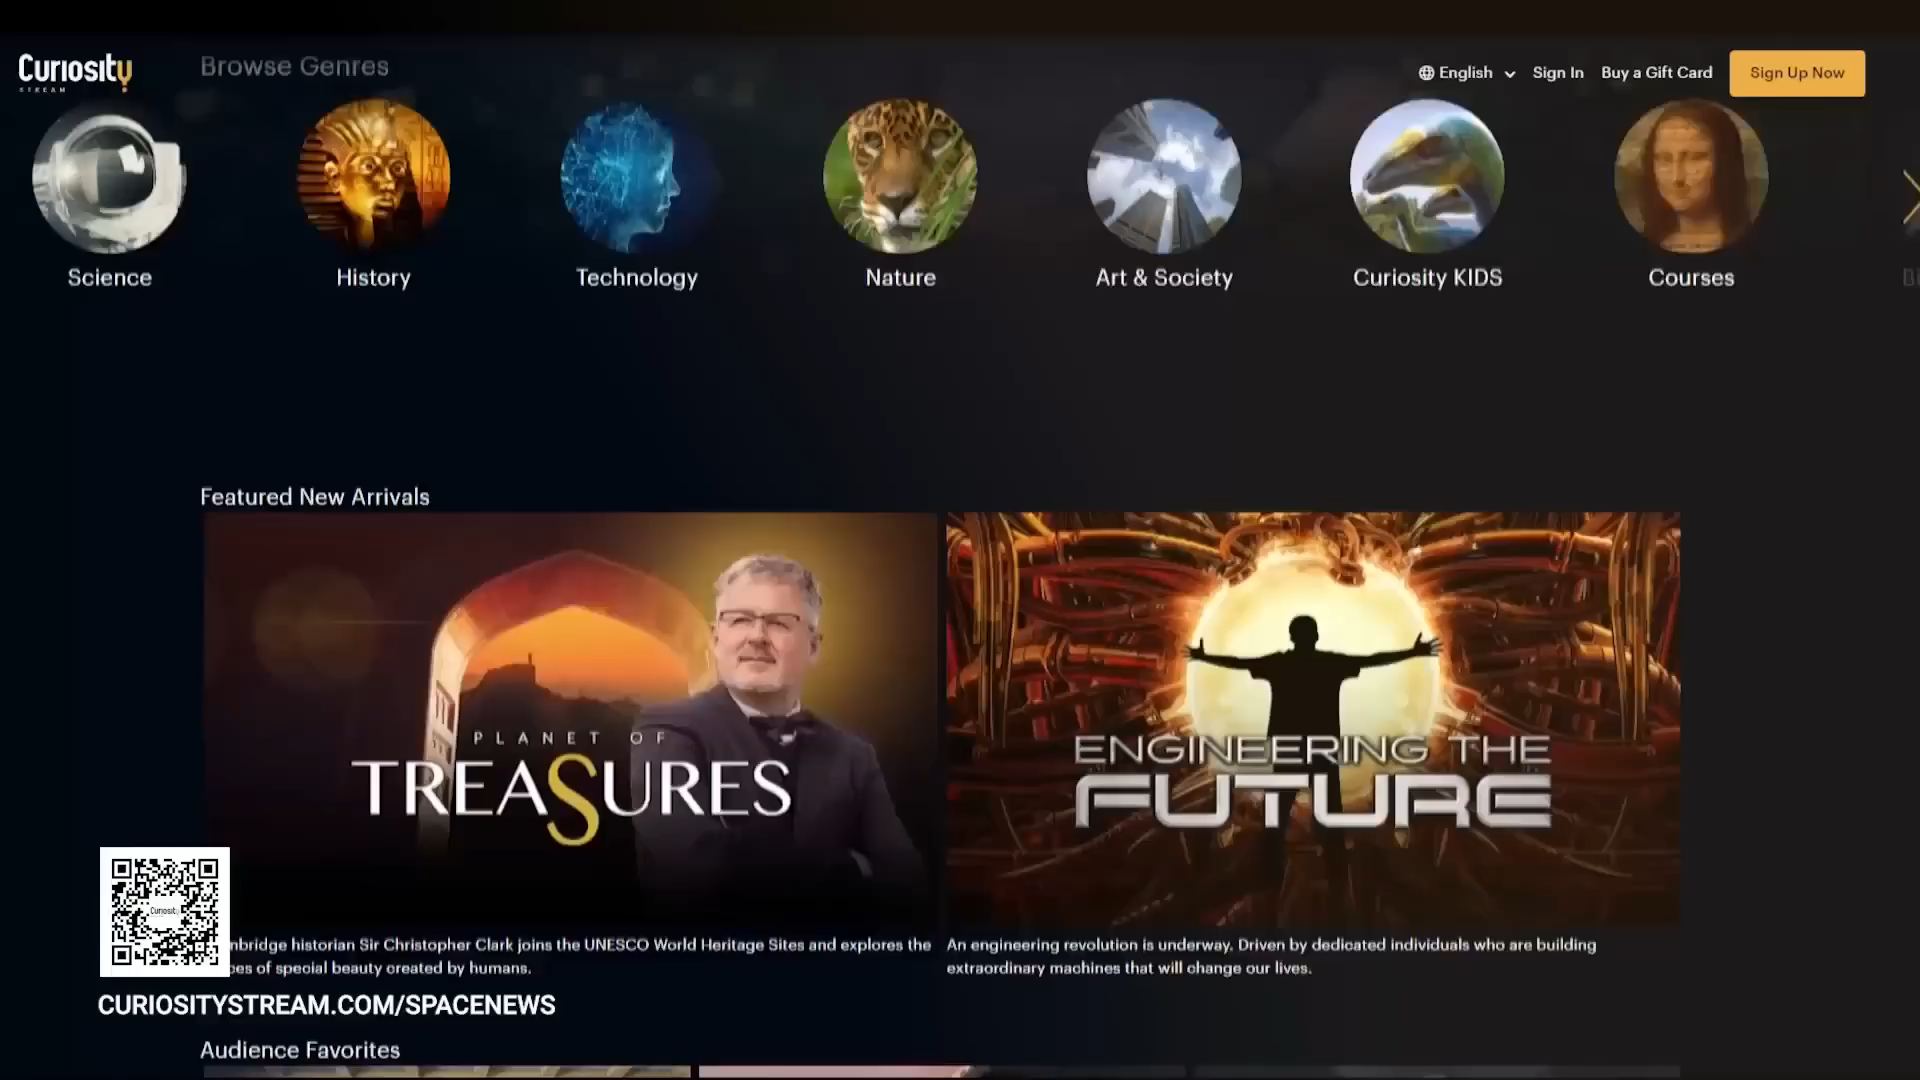 Curiosity
STREAM
Browse Genres
English
Sign In
Buy a Gift Card
Sign Up Now
Science
History
Technology
Nature
Art & Society
Curiosity KIDS
Courses
Featured New Arrivals
PLANET OF
TREASURES
ENGINEERING THE
FUTURE
nbridge historian Sir Christopher Clark joins the UNESCO World Heritage Sites and explores the
ces of special beauty created by humans.
An engineering revolution is underway. Driven by dedicated individuals who are building
extraordinary machines that will change our lives.
Curiosity
CURIOSITYSTREAM.COM/SPACENEWS
Audience Favorites